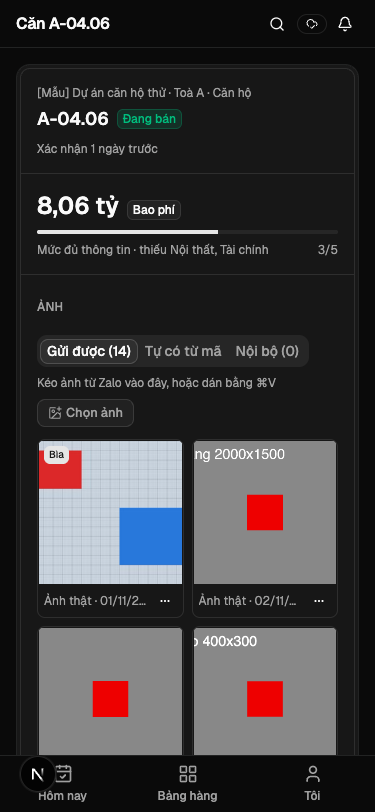 Căn A-04.06
[Mẫu] Dự án căn hộ thử · Toà A · Căn hộ
A-04.06 Đang bán
Xác nhận 1 ngày trước
8,06 tỷ Bao phí
Mức đủ thông tin · thiếu Nội thất, Tài chính 3/5
ẢNH
Gửi được (14) Tự có từ mã Nội bộ (0)
Kéo ảnh từ Zalo vào đây, hoặc dán bằng ⌘V
Chọn ảnh
Bìa
ng 2000x1500
Ảnh thật · 01/11/2... ...
Ảnh thật · 02/11/... ...
400x300
N
Hôm nay Bảng hàng Tôi